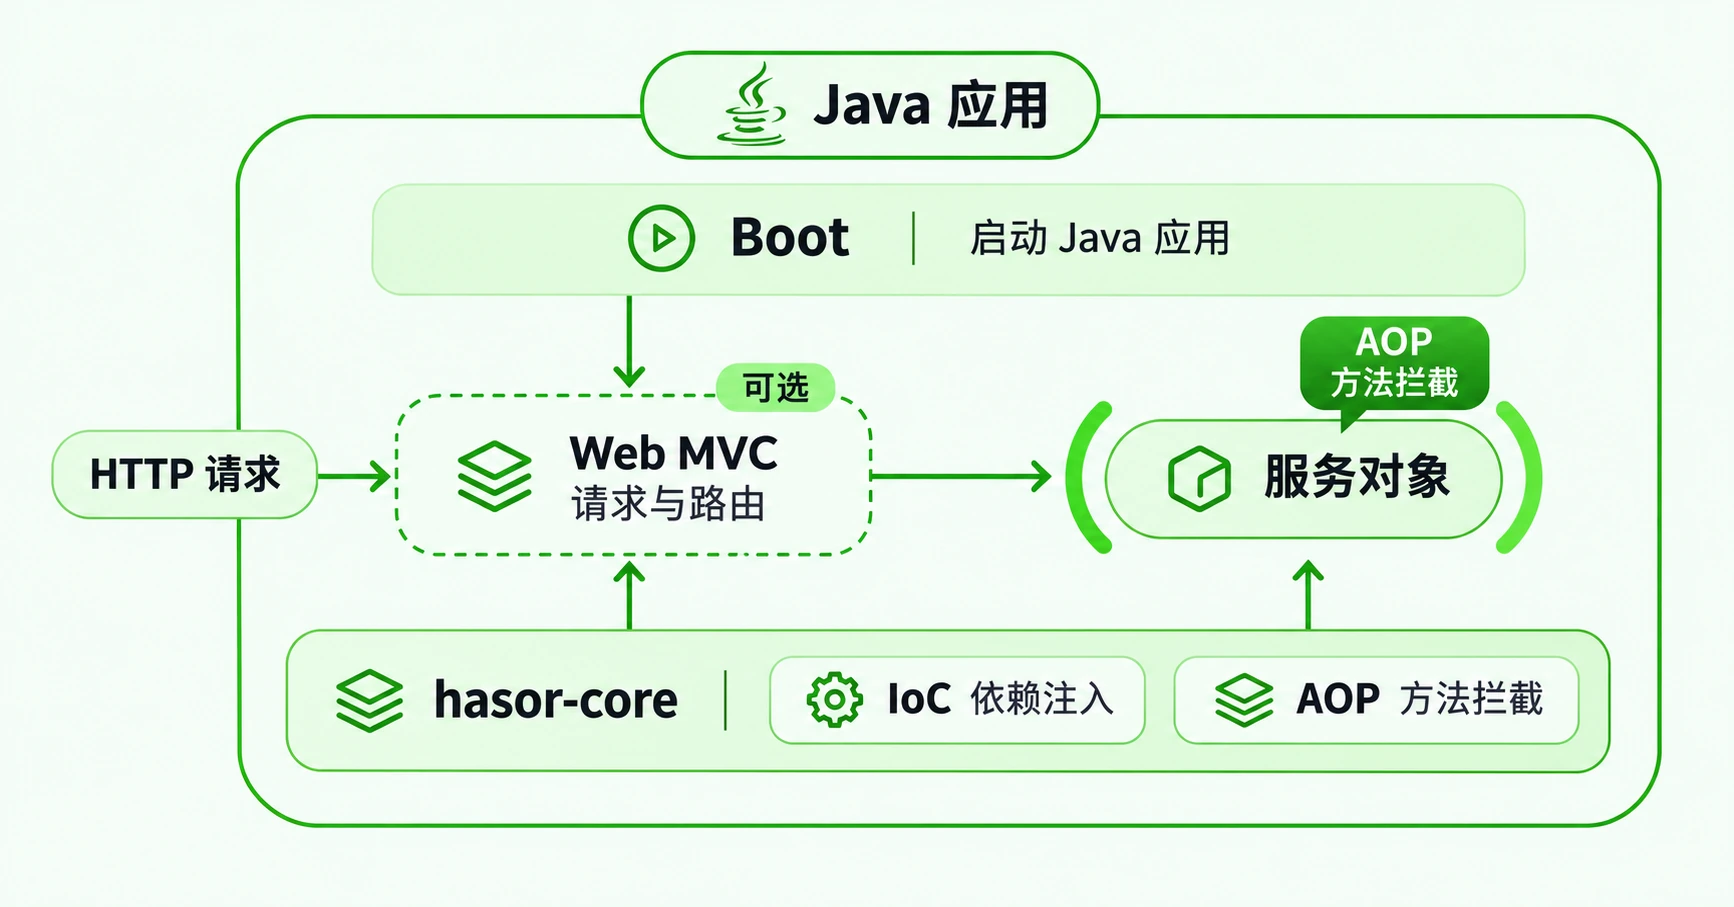 Java 应用
Boot
启动 Java 应用
AOP
方法拦截
可选
HTTP 请求
Web MVC
请求与路由
服务对象
hasor-core
IoC 依赖注入
AOP 方法拦截